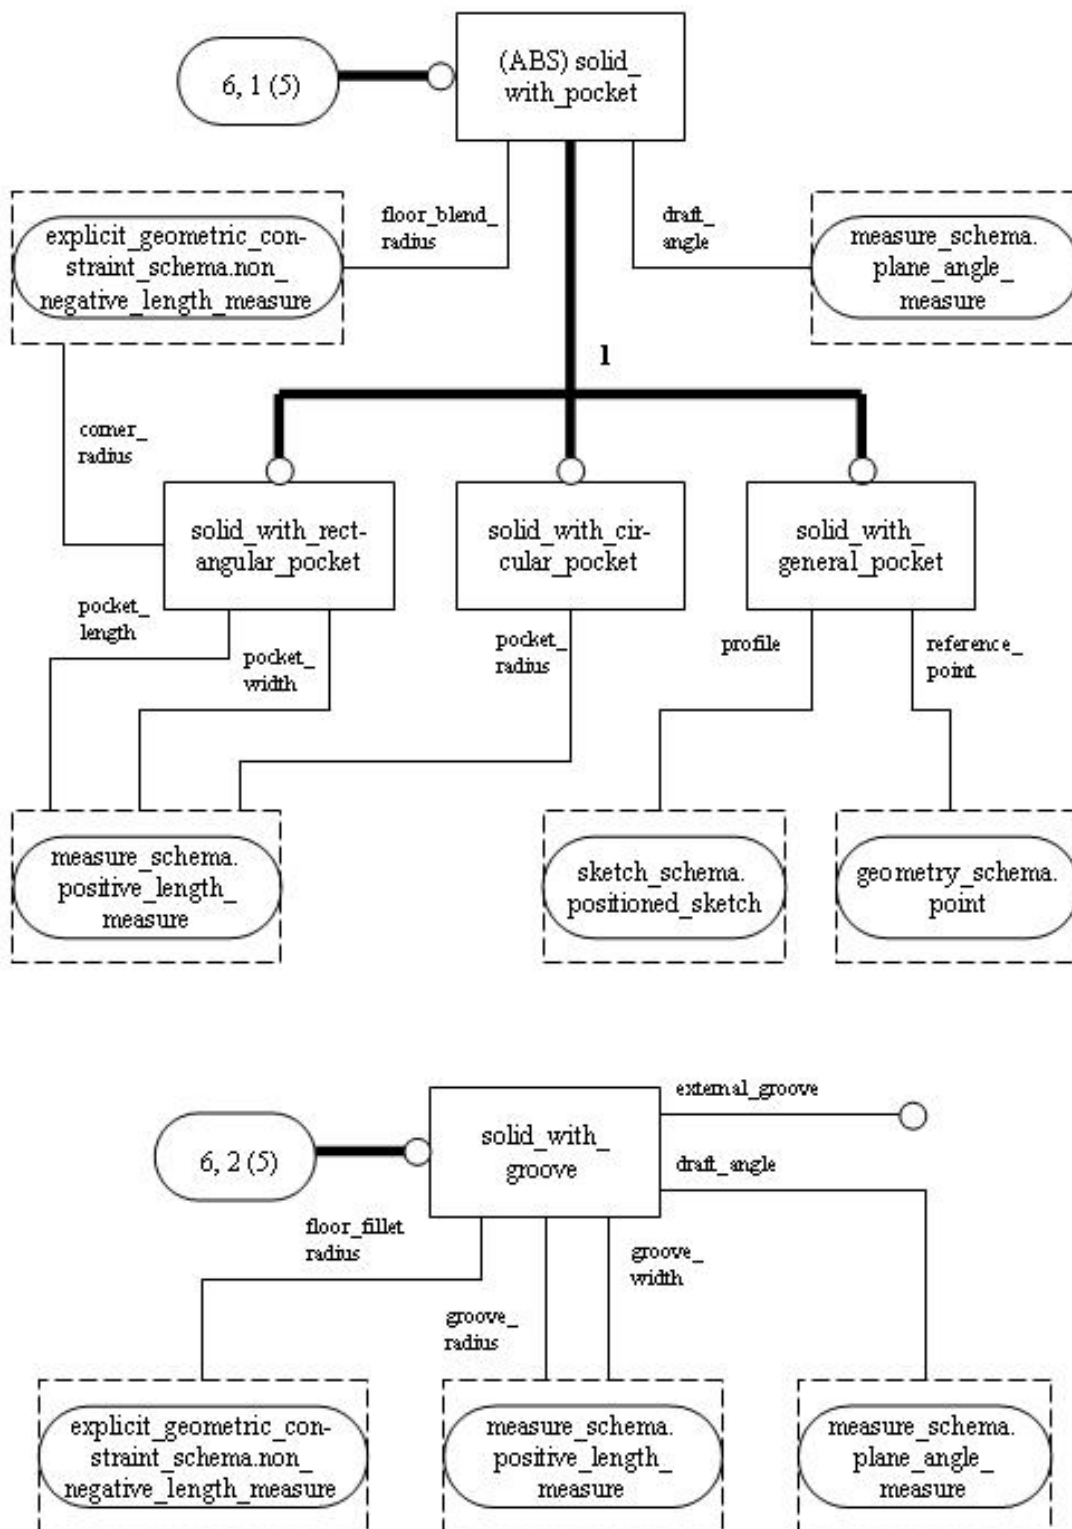 (ABS) solid_
with_pocket
6, 1 (5)
floor_blend_
radius
draft_
angle
explicit_geometric_con-
straint_schema.non_
negative_length_measure
measure_schema.
plane_angle_
measure
1
corner_
radius
solid_with_rect-
angular_pocket
solid_with_cir-
cular_pocket
solid_with_
general_pocket
pocket_
length
pocket_
width
pocket_
radius
profile
reference_
point
measure_schema.
positive_length_
measure
sketch_schema.
positioned_sketch
geometry_schema.
point
external_groove
solid_with_
groove
6, 2 (5)
draft_angle
floor_fillet
radius
groove_
width
groove_
radius
explicit_geometric_con-
straint_schema.non_
negative_length_measure
measure_schema.
positive_length_
measure
measure_schema.
plane_angle_
measure